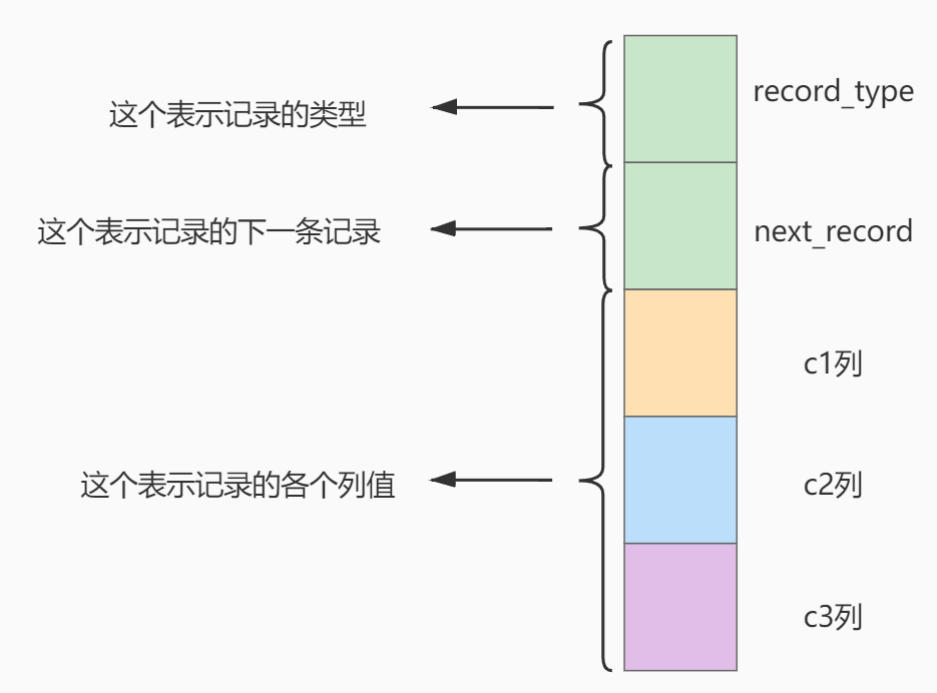 这个表示记录的类型
record_type
这个表示记录的下一条记录
next_record
c1列
这个表示记录的各个列值
c2列
c3列